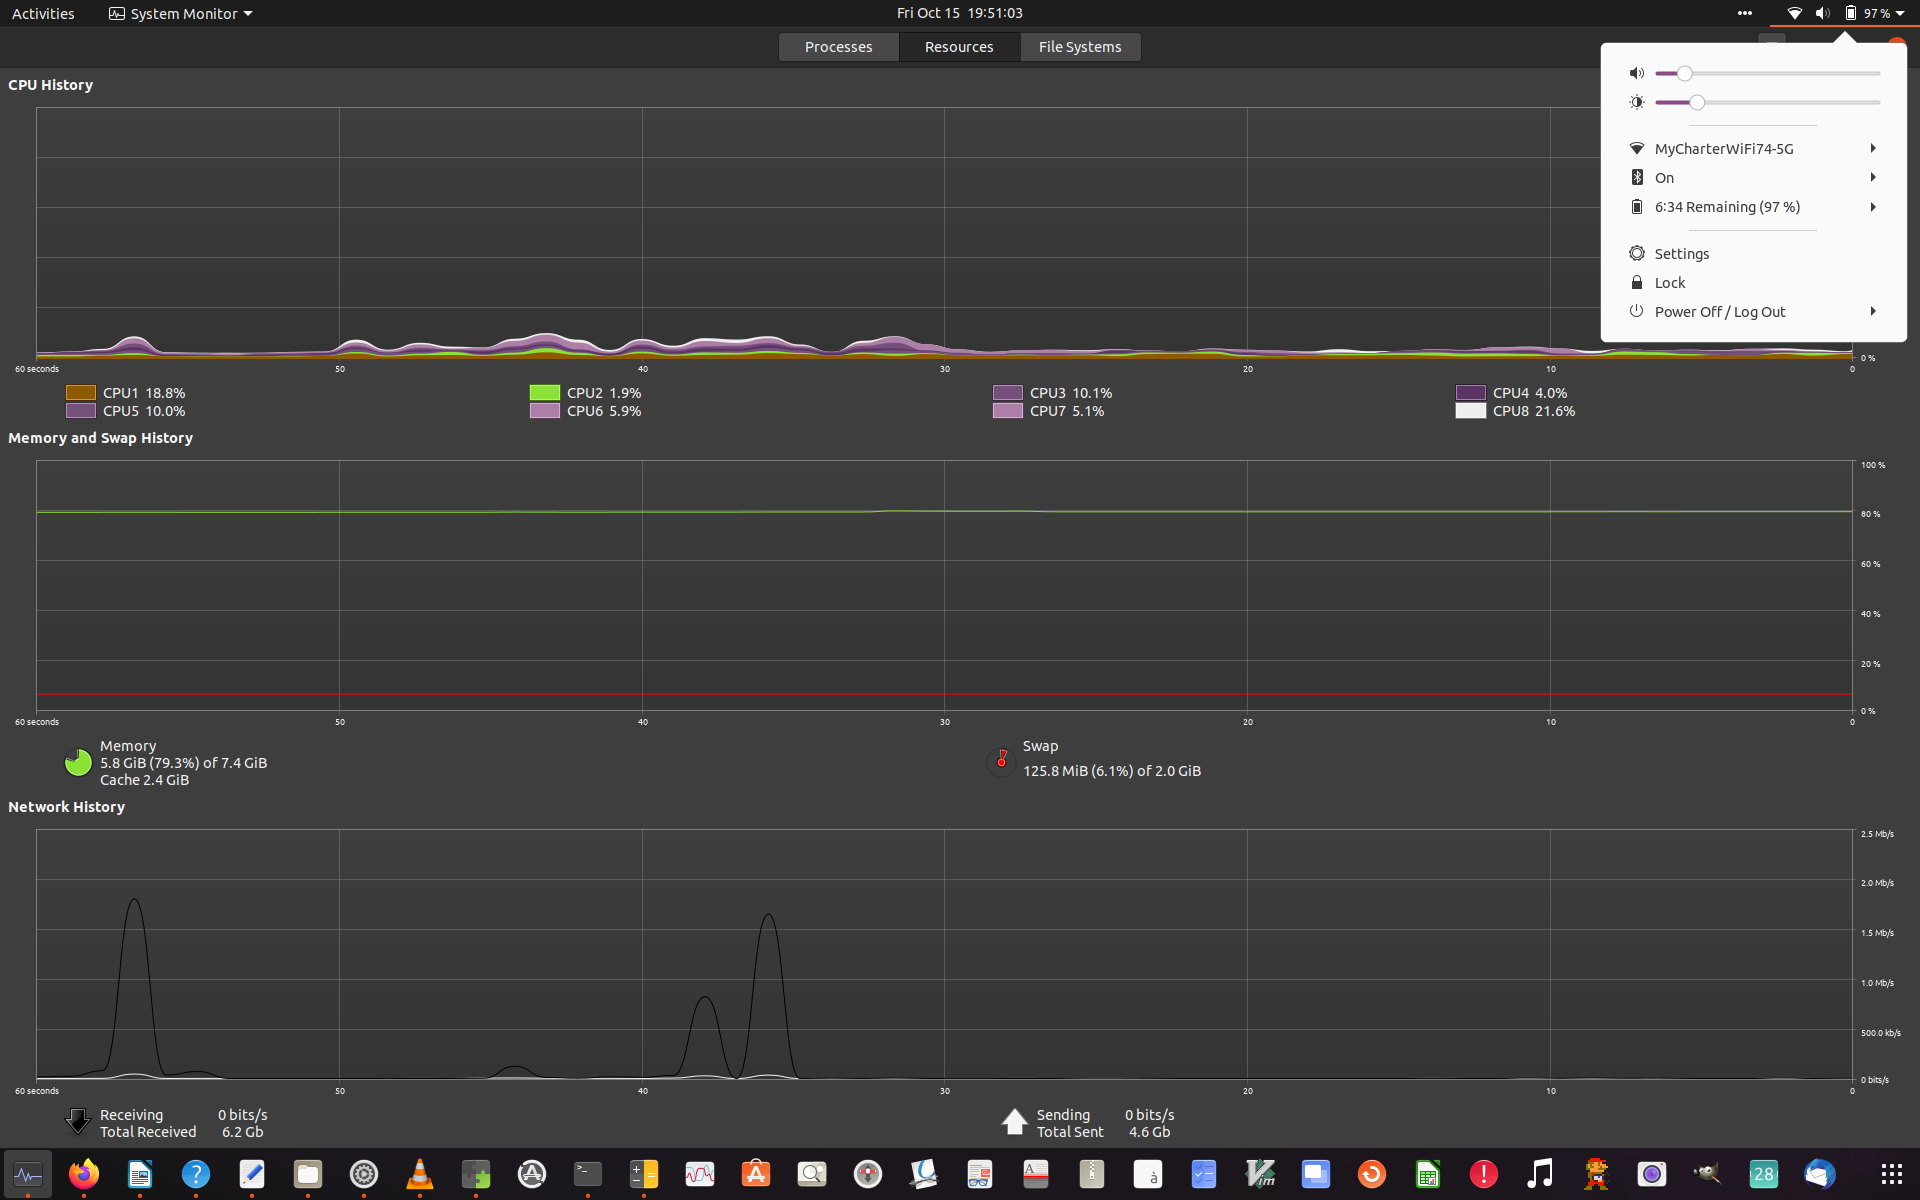 Activities System Monitor Fri Oct 15 19:51:03 97 %
Processes Resources File Systems
CPU History
MyCharterWiFi74-5G
On
6:34 Remaining (97 %)
Settings
Lock
Power Off / Log Out
0 %
60 seconds 50 40 30 20 10 0
CPU1 18.8% CPU2 1.9% CPU3 10.1% CPU4 4.0%
CPU5 10.0% CPU6 5.9% CPU7 5.1% CPU8 21.6%
Memory and Swap History
100 %
80 %
60 %
40 %
20 %
0 %
60 seconds 50 40 30 20 10 0
Memory
5.8 GiB (79.3%) of 7.4 GiB
Cache 2.4 GiB
Swap
125.8 MiB (6.1%) of 2.0 GiB
Network History
2.5 Mb/s
2.0 Mb/s
1.5 Mb/s
1.0 Mb/s
500.0 kb/s
0 bits/s
60 seconds 50 40 30 20 10 0
Receiving 0 bits/s
Total Received 6.2 Gb
Sending 0 bits/s
Total Sent 4.6 Gb
? >_ A A à Vim ! 28